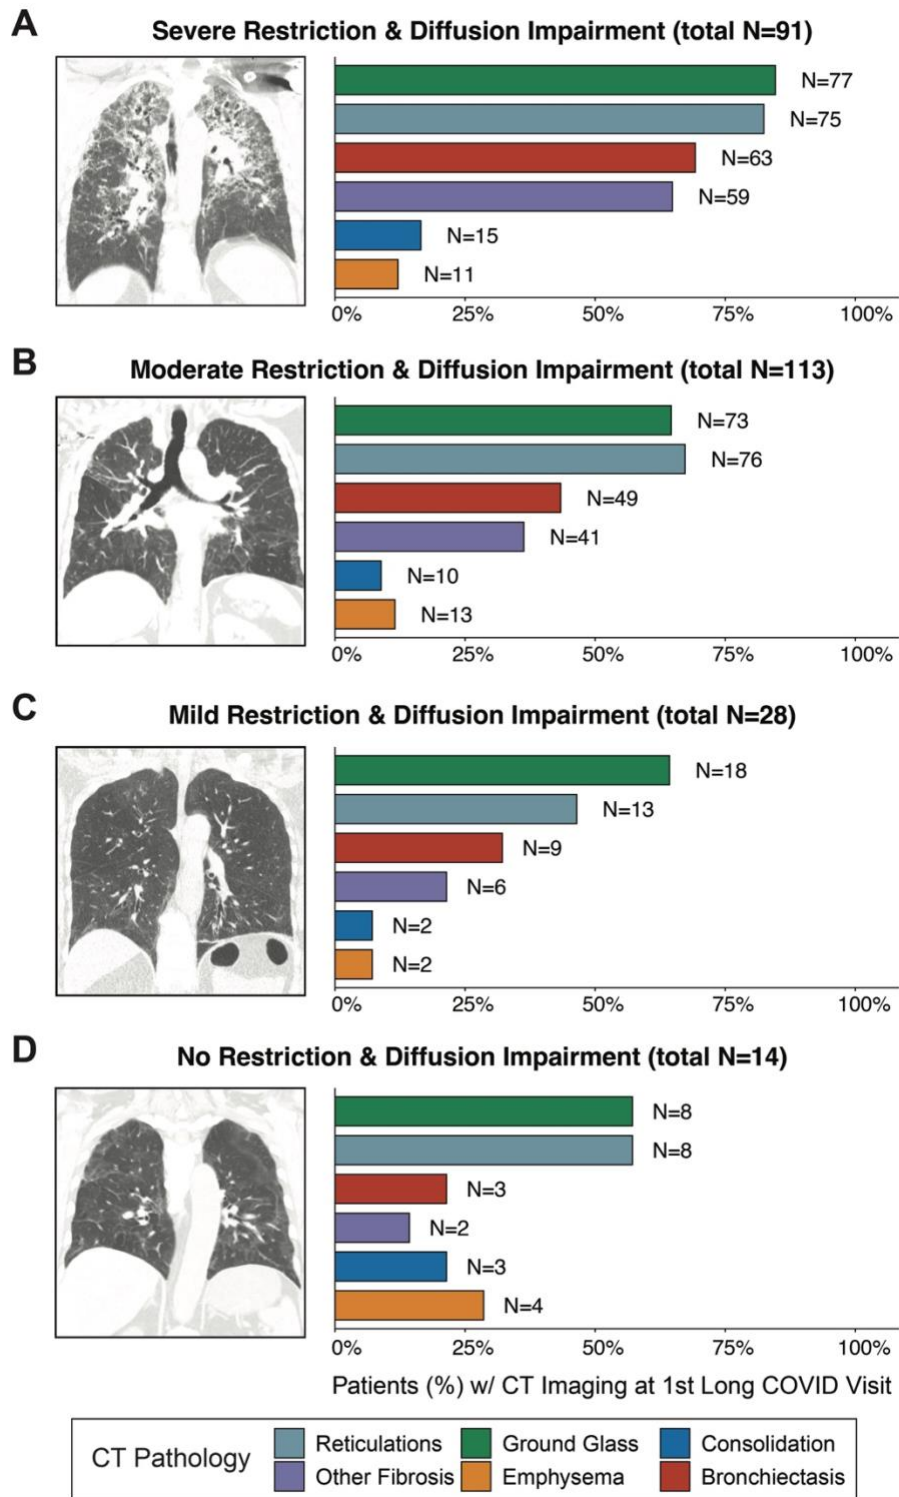 A
Severe Restriction & Diffusion Impairment (total N=91)
N=77
N=75
N=63
N=59
N=15
N=11
0% 25% 50% 75% 100%
B
Moderate Restriction & Diffusion Impairment (total N=113)
N=73
N=76
N=49
N=41
N=10
N=13
0% 25% 50% 75% 100%
C
Mild Restriction & Diffusion Impairment (total N=28)
N=18
N=13
N=9
N=6
N=2
N=2
0% 25% 50% 75% 100%
D
No Restriction & Diffusion Impairment (total N=14)
N=8
N=8
N=3
N=2
N=3
N=4
0% 25% 50% 75% 100%
Patients (%) w/ CT Imaging at 1st Long COVID Visit
CT Pathology
Reticulations Ground Glass Consolidation
Other Fibrosis Emphysema Bronchiectasis